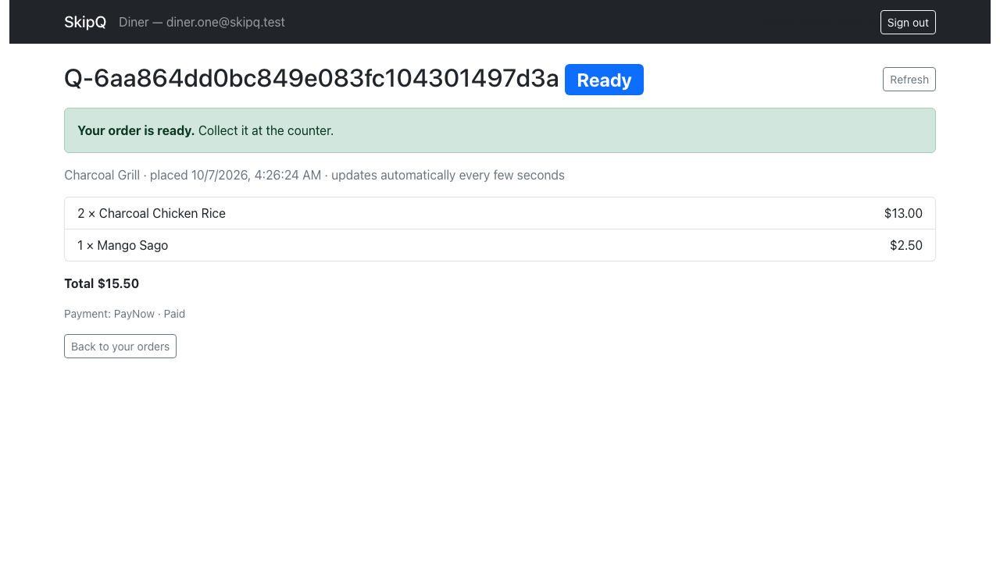 SkipQ Diner — diner.one@skipq.test Sign out
Q-6aa864dd0bc849e083fc104301497d3a Ready Refresh
Your order is ready. Collect it at the counter.
Charcoal Grill · placed 10/7/2026, 4:26:24 AM · updates automatically every few seconds
2 × Charcoal Chicken Rice $13.00
1 × Mango Sago $2.50
Total $15.50
Payment: PayNow · Paid
Back to your orders